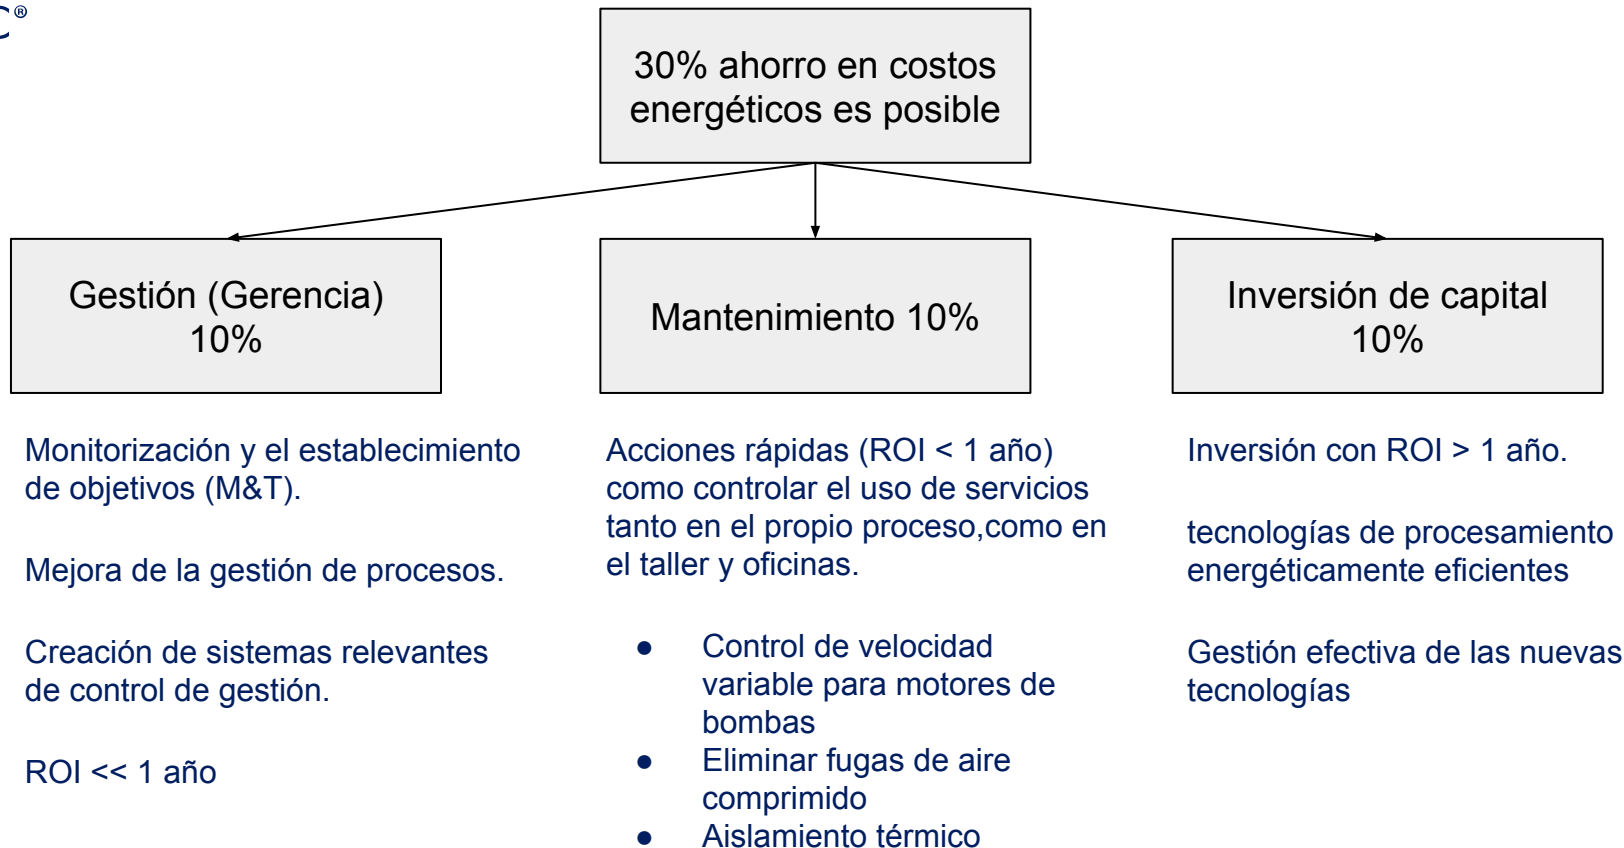 C®
30% ahorro en costos
energéticos es posible
Gestión (Gerencia)
10%
Mantenimiento 10%
Inversión de capital
10%
Monitorización y el establecimiento
de objetivos (M&T).
Mejora de la gestión de procesos.
Creación de sistemas relevantes
de control de gestión.
ROI << 1 año
Acciones rápidas (ROI < 1 año)
como controlar el uso de servicios
tanto en el propio proceso,como en
el taller y oficinas.
● Control de velocidad
variable para motores de
bombas
● Eliminar fugas de aire
comprimido
● Aislamiento térmico
Inversión con ROI > 1 año.
tecnologías de procesamiento
energéticamente eficientes
Gestión efectiva de las nuevas
tecnologías